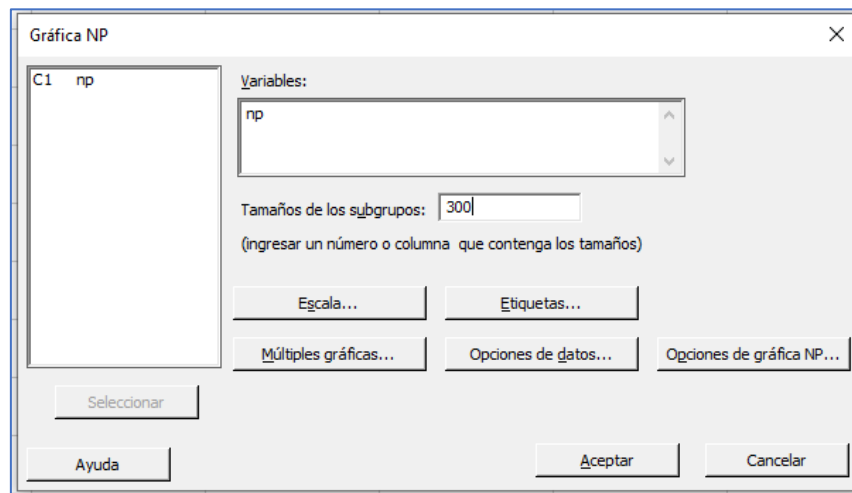 Gráfica NP
C1 np
Variables:
np
Tamaños de los subgrupos: 300
(ingresar un número o columna que contenga los tamaños)
Escala...
Etiquetas...
Múltiples gráficas...
Opciones de datos...
Opciones de gráfica NP...
Seleccionar
Ayuda
Aceptar
Cancelar